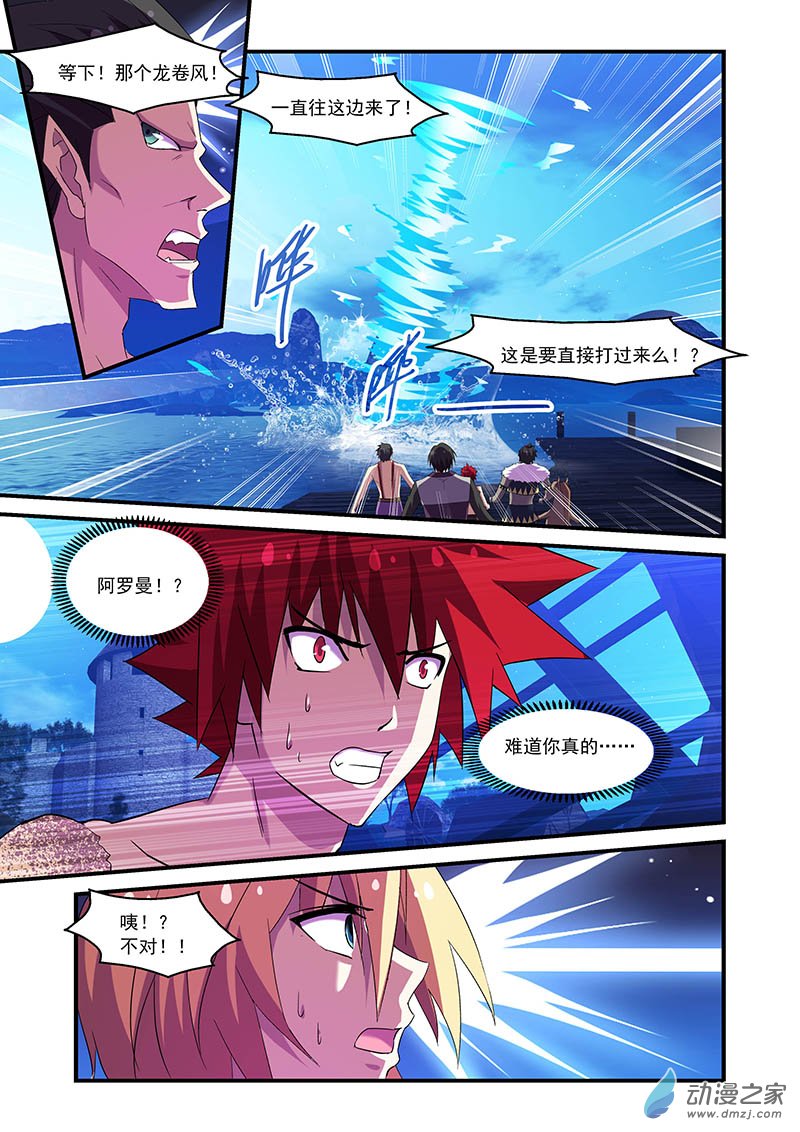 等下！那个龙卷风！
一直往这边来了！
哗
哗
这是要直接打过来么！？
阿罗曼！？
难道你真的……
咦！？
不对！！
动漫之家
www.dmzj.com